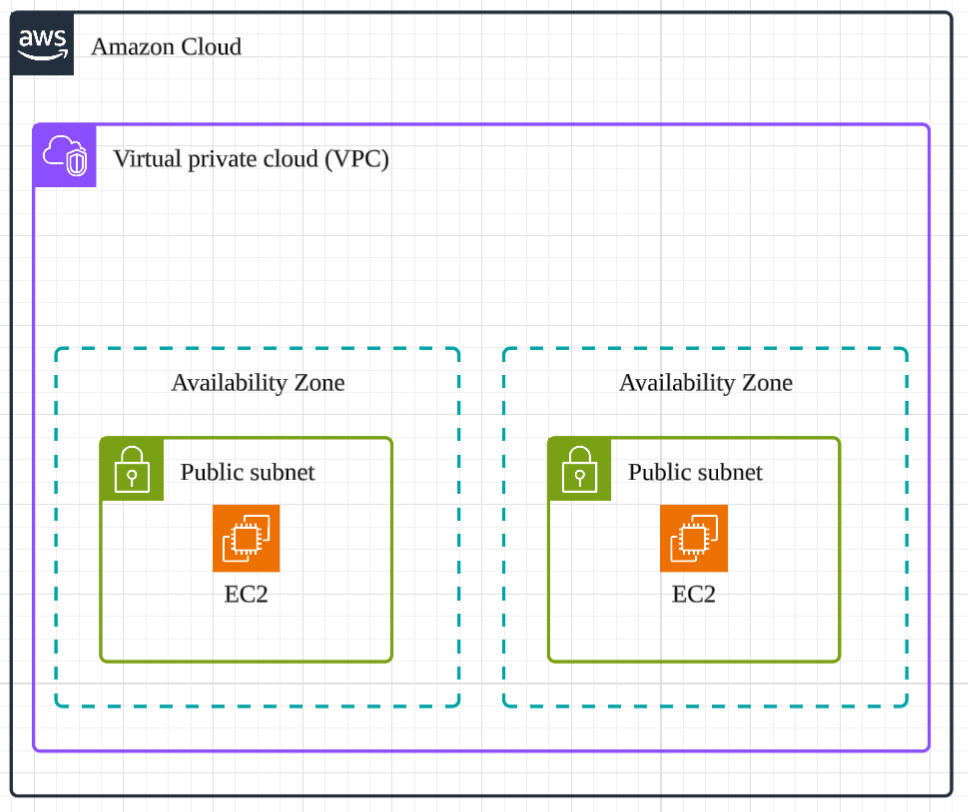 aws
Amazon Cloud
Virtual private cloud (VPC)
Availability Zone
Availability Zone
Public subnet
Public subnet
EC2
EC2